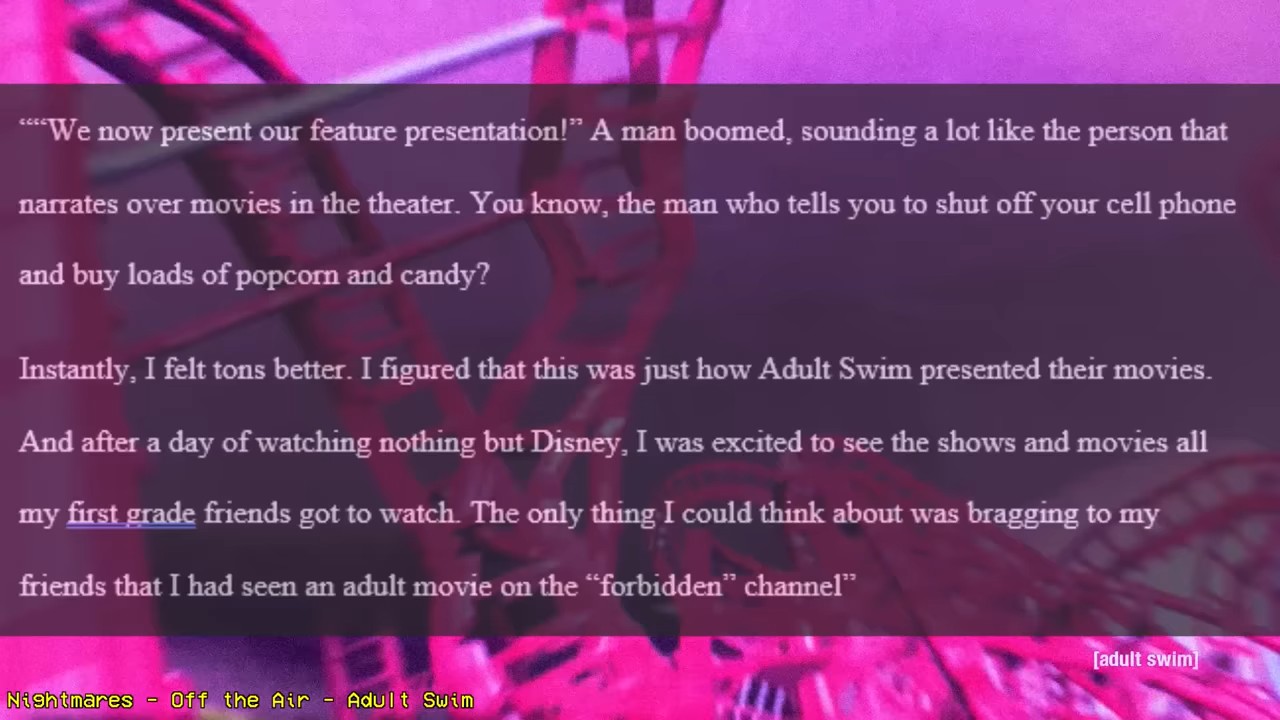 ““‘We now present our feature presentation!” A man boomed, sounding a lot like the person that
narrates over movies in the theater. You know, the man who tells you to shut off your cell phone
and buy loads of popcorn and candy?
Instantly, I felt tons better. I figured that this was just how Adult Swim presented their movies.
And after a day of watching nothing but Disney, I was excited to see the shows and movies all
my first grade friends got to watch. The only thing I could think about was bragging to my
friends that I had seen an adult movie on the “forbidden” channel”
[adult swim]
Nightmares - Off the Air - Adult Swim